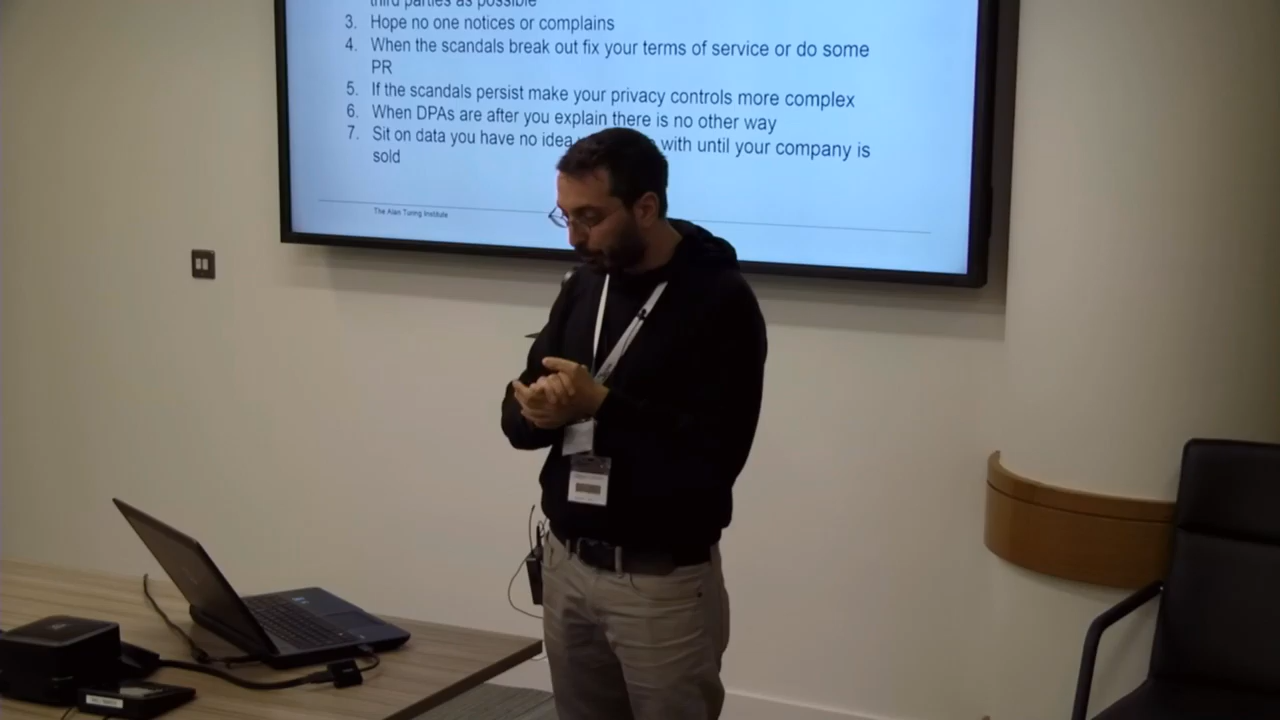 third parties as possible
3. Hope no one notices or complains
4. When the scandals break out fix your terms of service or do some
PR
5. If the scandals persist make your privacy controls more complex
6. When DPAs are after you explain there is no other way
7. Sit on data you have no idea with until your company is
sold
The Alan Turing Institute